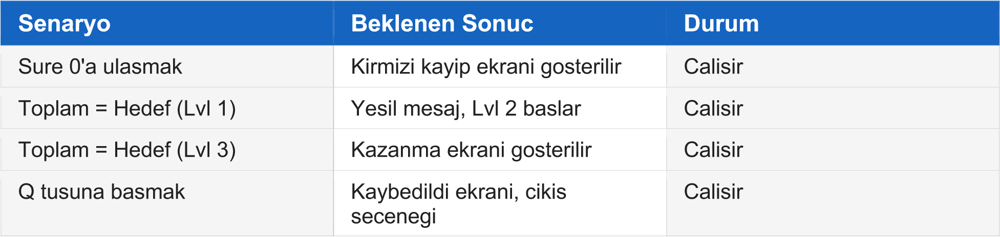 Senaryo Beklenen Sonuc Durum
Sure 0'a ulasmak Kirmizi kayip ekrani gosterilir Calisir
Toplam = Hedef (Lvl 1) Yesil mesaj, Lvl 2 baslar Calisir
Toplam = Hedef (Lvl 3) Kazanma ekrani gosterilir Calisir
Q tusuna basmak Kaybedildi ekrani, cikis Calisir
secenegi